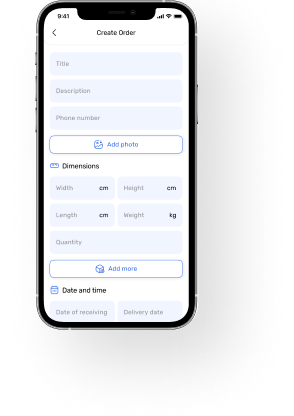 9:41
Create Order
Title
Description
Phone number
Add photo
Dimensions
Width cm Height cm
Length cm Weight kg
Quantity
Add more
Date and time
Date of receiving Delivery date